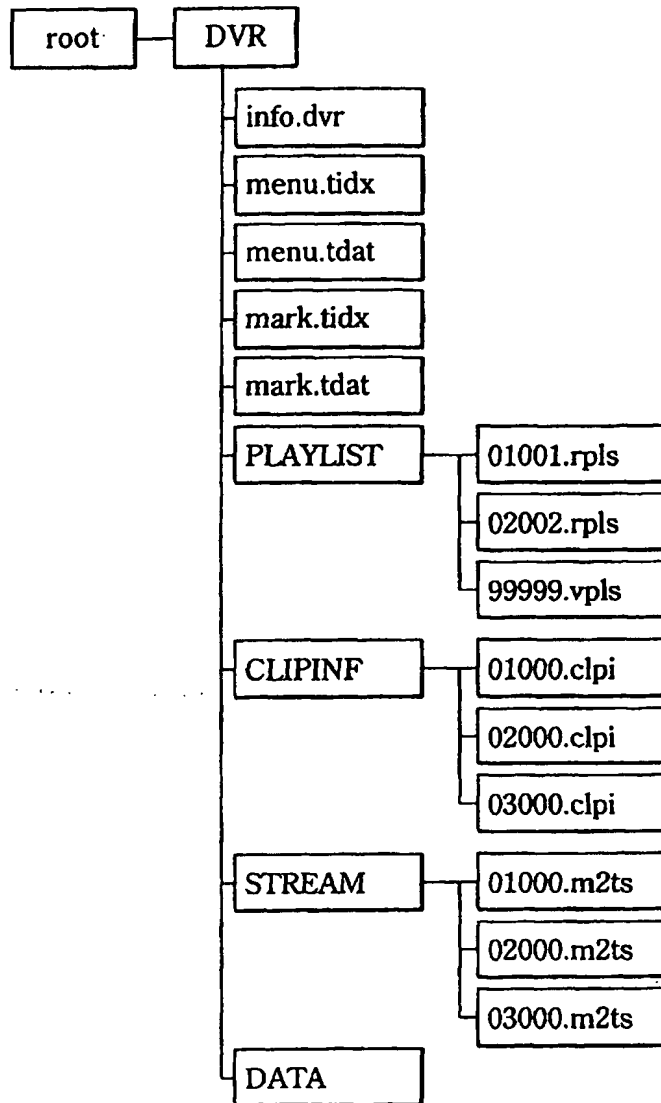 root DVR
info.dvr
menu.tidx
menu.tdat
mark.tidx
mark.tdat
PLAYLIST 01001.rpls
02002.rpls
99999.vpls
CLIPINF 01000.clpi
02000.clpi
03000.clpi
STREAM 01000.m2ts
02000.m2ts
03000.m2ts
DATA